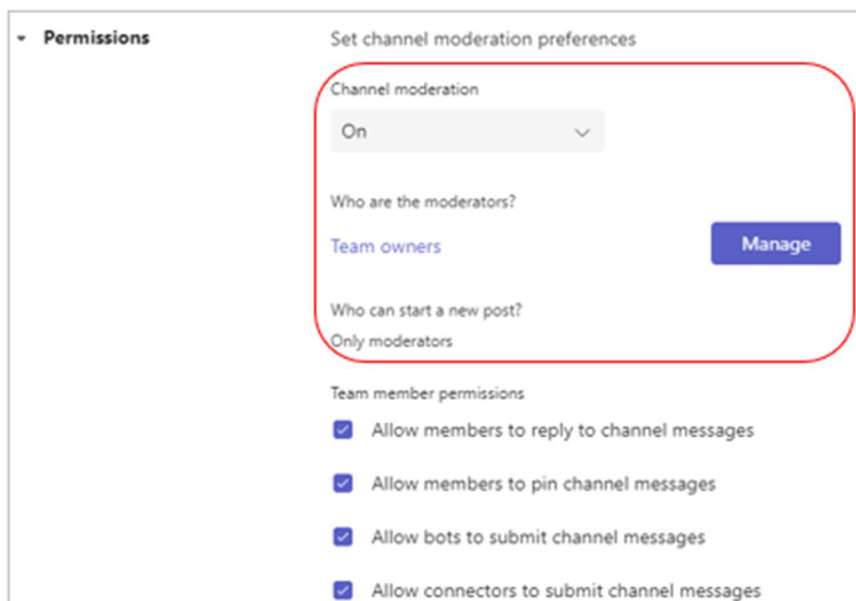 Permissions
Set channel moderation preferences
Channel moderation
On
Who are the moderators?
Team owners
Manage
Who can start a new post?
Only moderators
Team member permissions
Allow members to reply to channel messages
Allow members to pin channel messages
Allow bots to submit channel messages
Allow connectors to submit channel messages